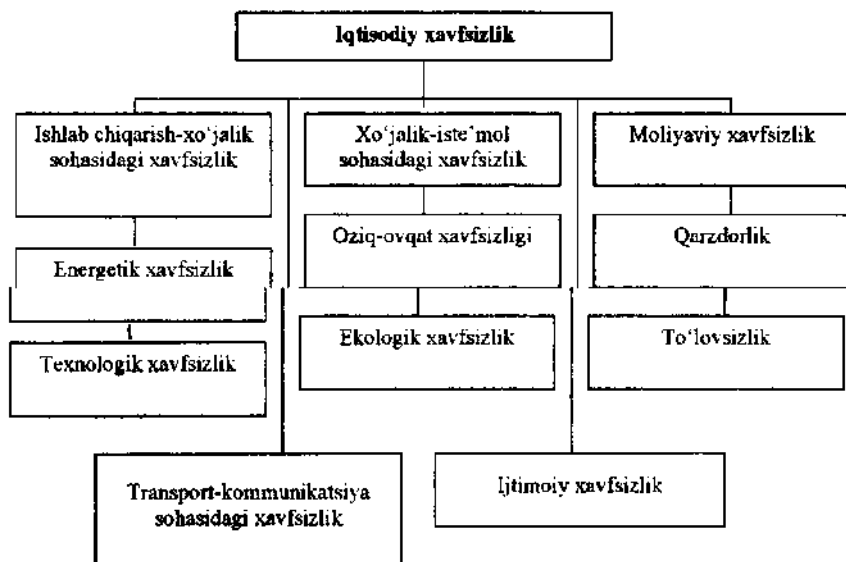 Iqtisodiy xavfsizlik
Ishlab chiqarish-xo‘jalik
sohasidagi xavfsizlik
Xo‘jalik-iste’mol
sohasidagi xavfsizlik
Moliyaviy xavfsizlik
Energetik xavfsizlik
Oziq-ovqat xavfsizligi
Qarzdorlik
Texnologik xavfsizlik
Ekologik xavfsizlik
To‘lovsizlik
Transport-kommunikatsiya
sohasidagi xavfsizlik
Ijtimoiy xavfsizlik